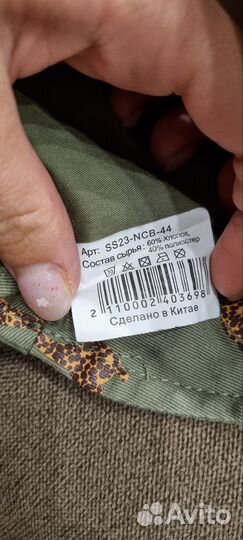 Арт: SS23-NCB-44
Состав сырья: 60% Хлопок,
40% полиэстер
2 110002 403698
Сделано в Китае
Avito